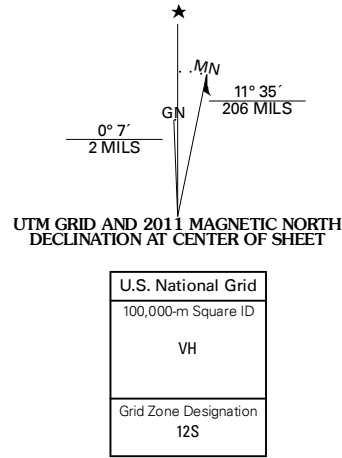 ★
MN
11° 35´
206 MILS
GN
0° 7´
2 MILS
UTM GRID AND 2011 MAGNETIC NORTH
DECLINATION AT CENTER OF SHEET
U.S. National Grid
100,000-m Square ID
VH
Grid Zone Designation
12S